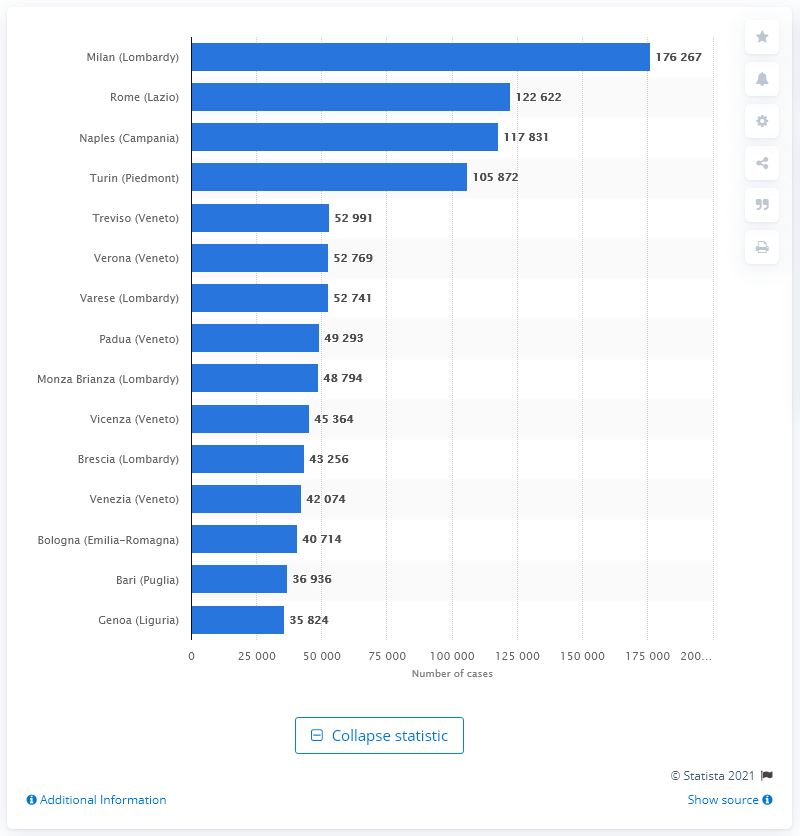 Milan (Lombardy) 176 267
Rome (Lazio) 122 622
Naples (Campania) 117 831
Turin (Piedmont) 105 872
Treviso (Veneto) 52 991
Verona (Veneto) 52 769
Varese (Lombardy) 52 741
Padua (Veneto) 49 293
Monza Brianza (Lombardy) 48 794
Vicenza (Veneto) 45 364
Brescia (Lombardy) 43 256
Venezia (Veneto) 42 074
Bologna (Emilia-Romagna) 40 714
Bari (Puglia) 36 936
Genoa (Liguria) 35 824
0 25 000 50 000 75 000 100 000 125 000 150 000 175 000 200...
Number of cases
Collapse statistic
© Statista 2021
Additional Information Show source